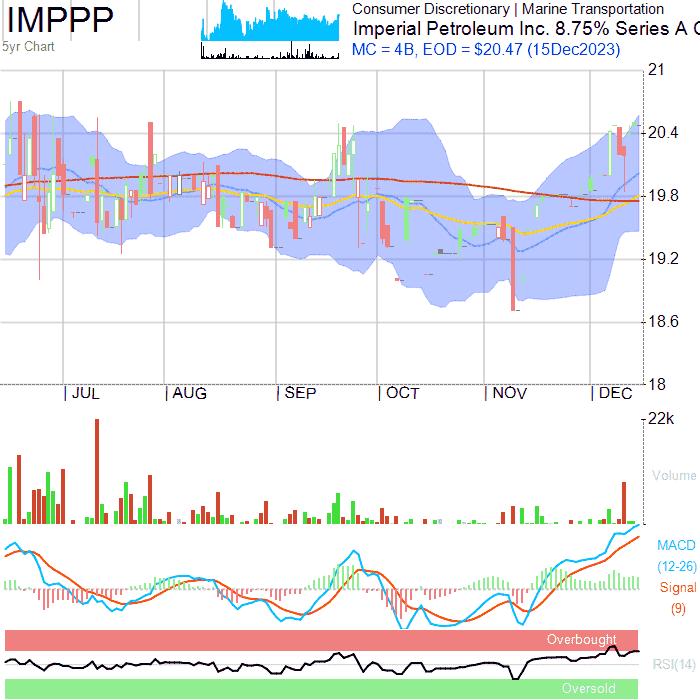 IMPPP
5yr Chart
Consumer Discretionary | Marine Transportation
Imperial Petroleum Inc. 8.75% Series A C
MC = 4B, EOD = $20.47 (15Dec2023)
21
20.4
19.8
19.2
18.6
18
JUL AUG SEP OCT NOV DEC
22k
Volume
MACD
(12-26)
Signal
(9)
Overbought
RSI(14)
Oversold